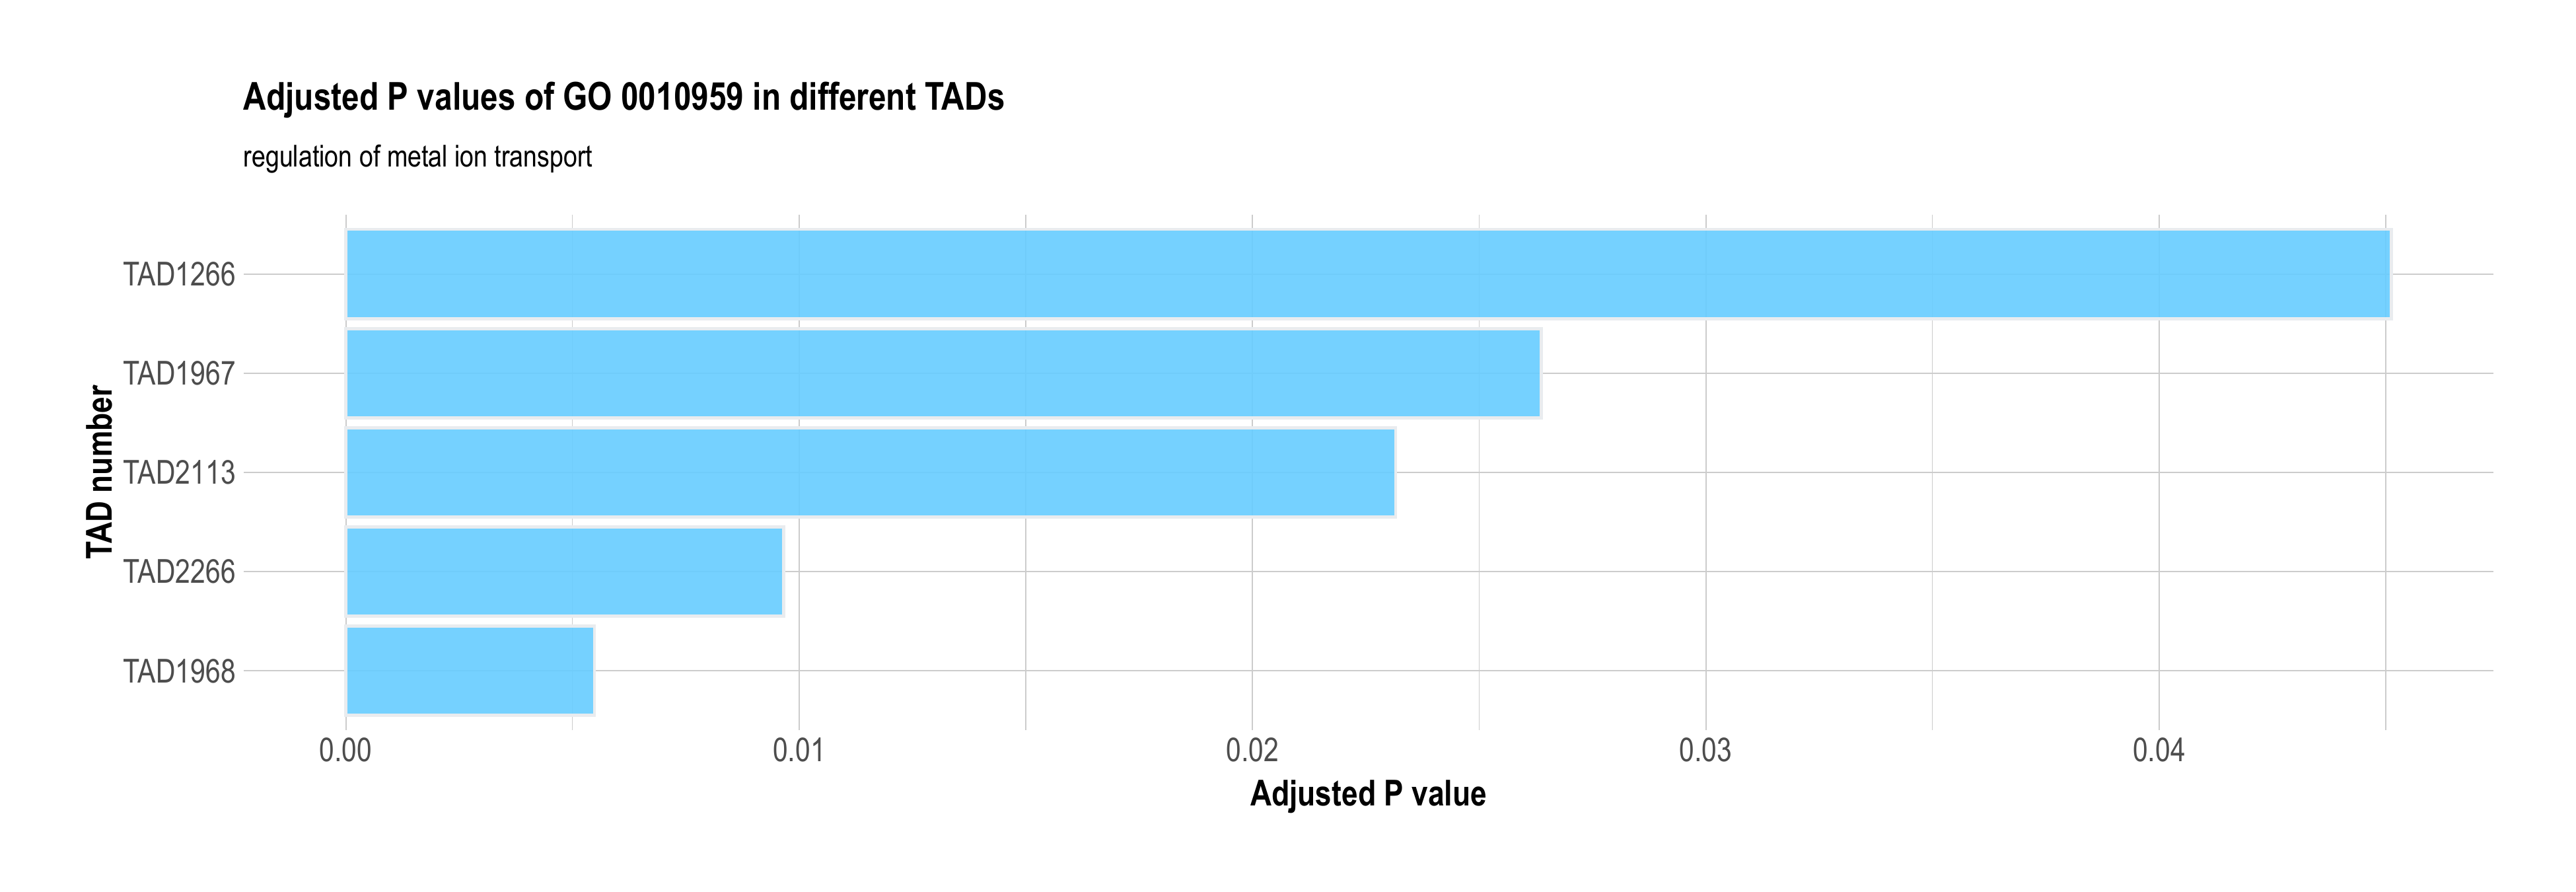 Adjusted P values of GO 0010959 in different TADs
regulation of metal ion transport
TAD number
TAD1266
TAD1967
TAD2113
TAD2266
TAD1968
0.00 0.01 0.02 0.03 0.04
Adjusted P value